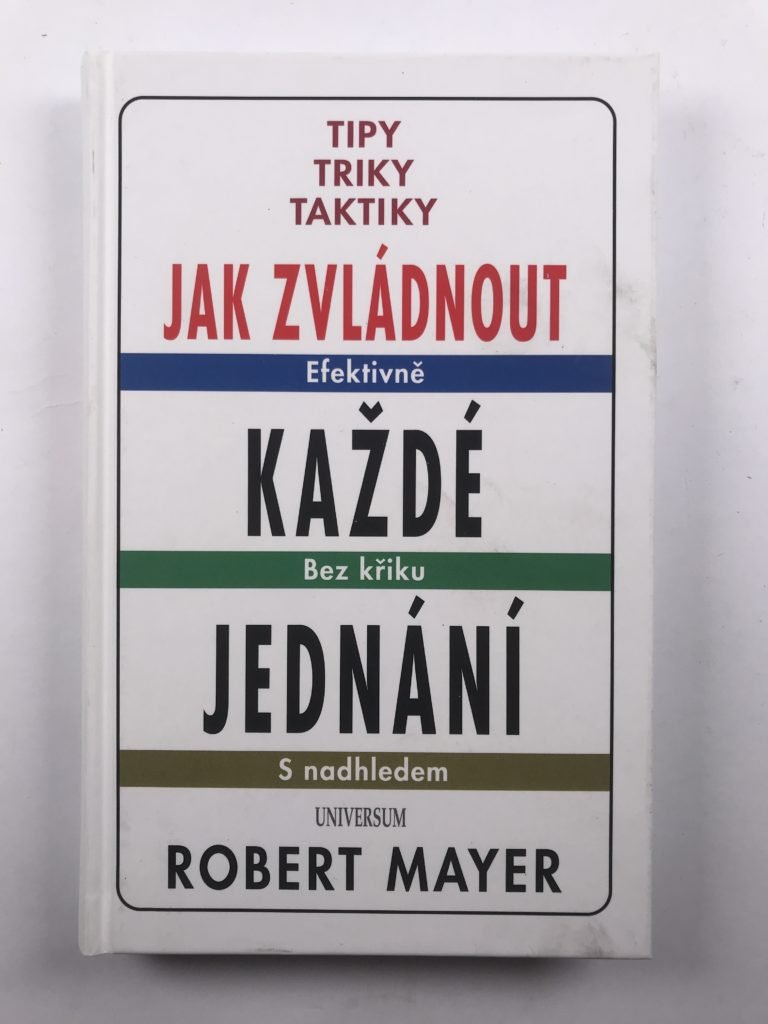 TIPY
TRIKY
TAKTIKY
JAK ZVLÁDNOUT
Efektivně
KAŽDÉ
Bez křiku
JEDNÁNÍ
S nadhledem
UNIVERSUM
ROBERT MAYER